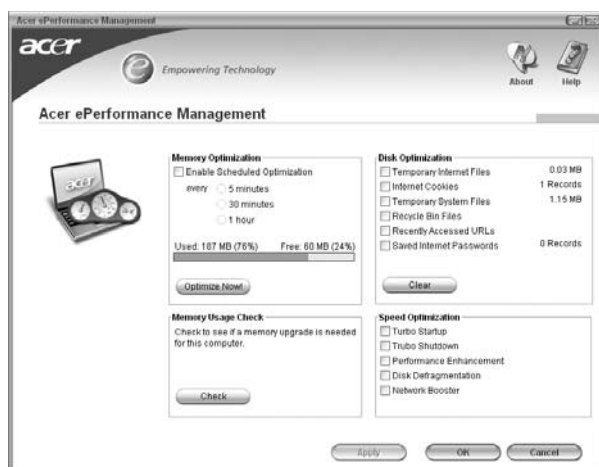 Acer ePerformance Management
acer
Empowering Technology
About
Help
Acer ePerformance Management
Memory Optimization
Enable Scheduled Optimization
every
5 minutes
30 minutes
1 hour
Used: 187 MB (76%) Free: 60 MB (24%)
Optimize Now!
Memory Usage Check
Check to see if a memory upgrade is needed
for this computer.
Check
Disk Optimization
Temporary Internet Files 0.03 MB
Internet Cookies 1 Records
Temporary System Files 1.15 MB
Recycle Bin Files
Recently Accessed URLs
Saved Internet Passwords 0 Records
Clear
Speed Optimization
Turbo Startup
Trubo Shutdown
Performance Enhancement
Disk Defragmentation
Network Booster
Apply
OK
Cancel